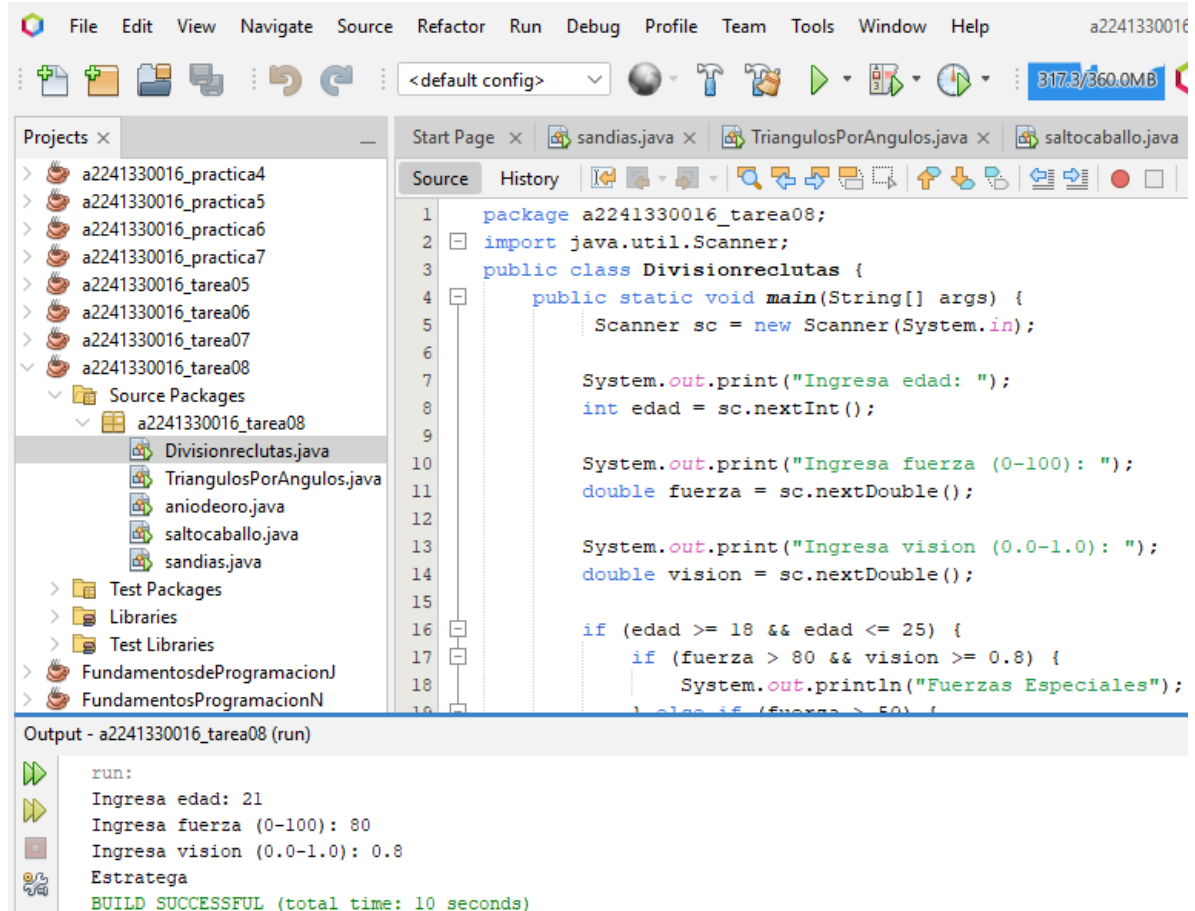 File Edit View Navigate Source Refactor Run Debug Profile Team Tools Window Help a2241330016
<default config> 317.3/360.0MB
Projects
a2241330016_practica4
a2241330016_practica5
a2241330016_practica6
a2241330016_practica7
a2241330016_tarea05
a2241330016_tarea06
a2241330016_tarea07
a2241330016_tarea08
Source Packages
a2241330016_tarea08
Divisionreclutas.java
TriangulosPorAngulos.java
aniodeoro.java
saltocaballo.java
sandias.java
Test Packages
Libraries
Test Libraries
FundamentosdeProgramacionJ
FundamentosProgramacionN
Start Page sandias.java TriangulosPorAngulos.java saltocaballo.java
Source History
1 package a2241330016_tarea08;
2 import java.util.Scanner;
3 public class Divisionreclutas {
4 public static void main(String[] args) {
5 Scanner sc = new Scanner(System.in);
6
7 System.out.print("Ingresa edad: ");
8 int edad = sc.nextInt();
9
10 System.out.print("Ingresa fuerza (0-100): ");
11 double fuerza = sc.nextDouble();
12
13 System.out.print("Ingresa vision (0.0-1.0): ");
14 double vision = sc.nextDouble();
15
16 if (edad >= 18 && edad <= 25) {
17 if (fuerza > 80 && vision >= 0.8) {
18 System.out.println("Fuerzas Especiales");
19 } else if (fuerza > 50) {
Output - a2241330016_tarea08 (run)
run:
Ingresa edad: 21
Ingresa fuerza (0-100): 80
Ingresa vision (0.0-1.0): 0.8
Estratega
BUILD SUCCESSFUL (total time: 10 seconds)